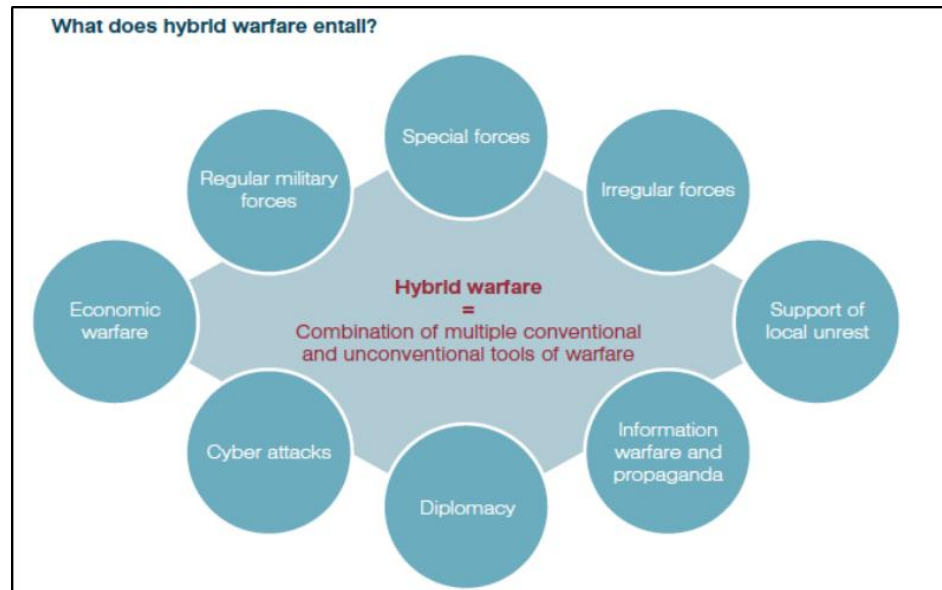 What does hybrid warfare entail?
Special forces
Regular military
forces
Irregular forces
Economic
warfare
Hybrid warfare
=
Combination of multiple conventional
and unconventional tools of warfare
Support of
local unrest
Cyber attacks
Information
warfare and
propaganda
Diplomacy